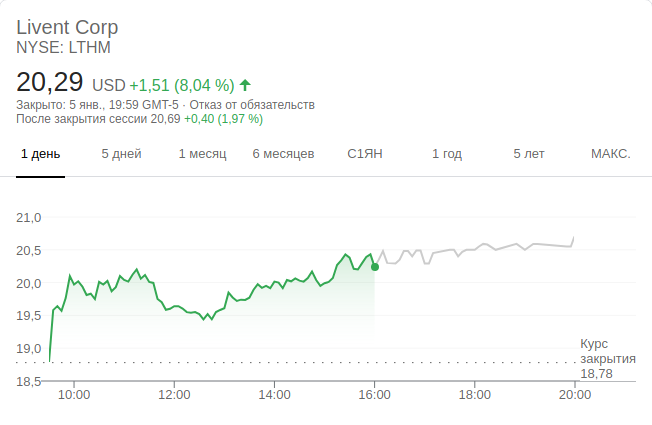 Livent Corp
NYSE: LTHM
20,29 USD +1,51 (8,04 %)
Закрыто: 5 янв., 19:59 GMT-5 · Отказ от обязательств
После закрытия сессии 20,69 +0,40 (1,97 %)
1 день 5 дней 1 месяц 6 месяцев С1ЯН 1 год 5 лет МАКС.
21,0
20,5
20,0
19,5
19,0
Курс
закрытия
18,78
18,5
10:00 12:00 14:00 16:00 18:00 20:00